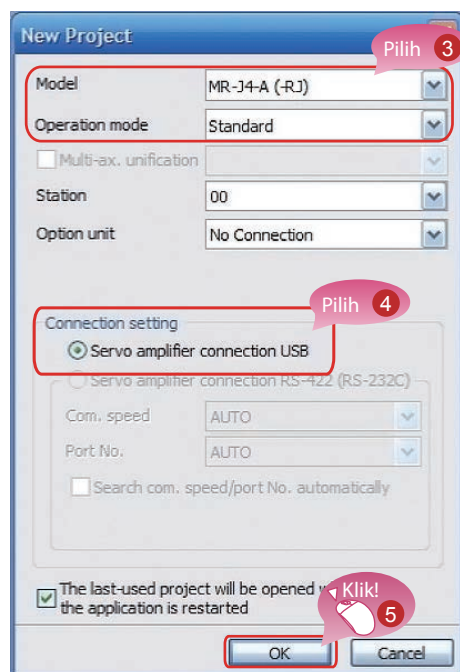 New Project
Pilih 3
Model MR-J4-A (-RJ)
Operation mode Standard
Multi-ax. unification
Station 00
Option unit No Connection
Pilih 4
Connection setting
Servo amplifier connection USB
Servo amplifier connection RS-422 (RS-232C)
Com. speed AUTO
Port No. AUTO
Search com. speed/port No. automatically
The last-used project will be opened
the application is restarted
Klik!
5
OK Cancel